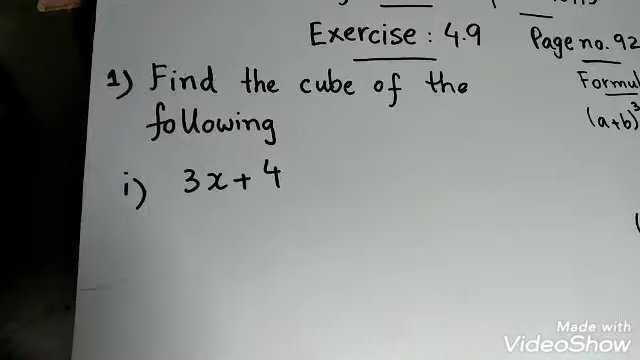 Exercise : 4.9
Page no. 92
1) Find the cube of the
following
Formul
(a+b)³
i) 3x + 4
Made with
VideoShow